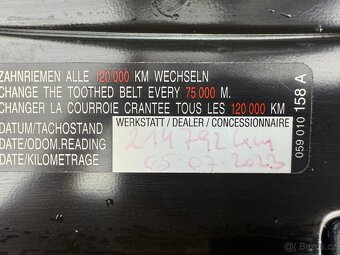 ZAHNRIEMEN ALLE 120 000 KM WECHSELN
CHANGE THE TOOTHED BELT EVERY 75 000 M.
CHANGER LA COURROIE CRANTEE TOUS LES 120 000 KM
DATUM/TACHOSTAND
WERKSTATT / DEALER / CONCESSIONNAIRE
DATE/ODOM.READING
214792 km
DATE/KILOMETRAGE
05.07.2023
059 010 158 A